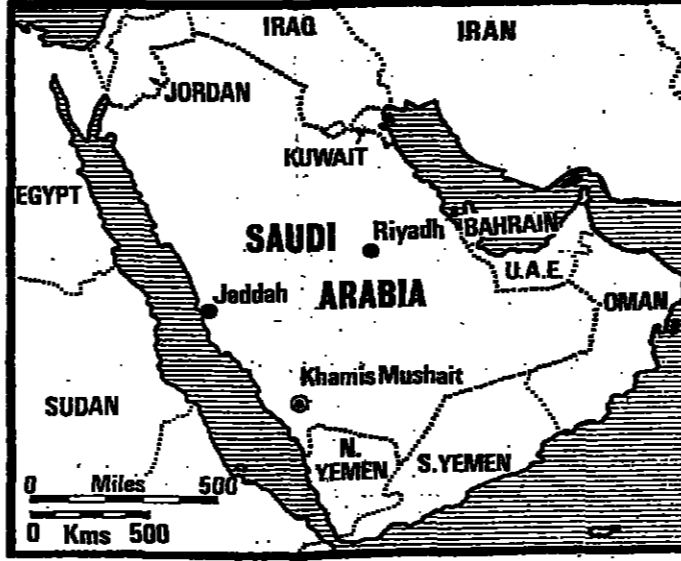 IRAQ
IRAN
JORDAN
KUWAIT
EGYPT
SAUDI
Riyadh
BAHRAIN
U.A.E.
Jeddah
ARABIA
OMAN
Khamis Mushait
SUDAN
N.
YEMEN
S.YEMEN
0 Miles 500
0 Kms 500